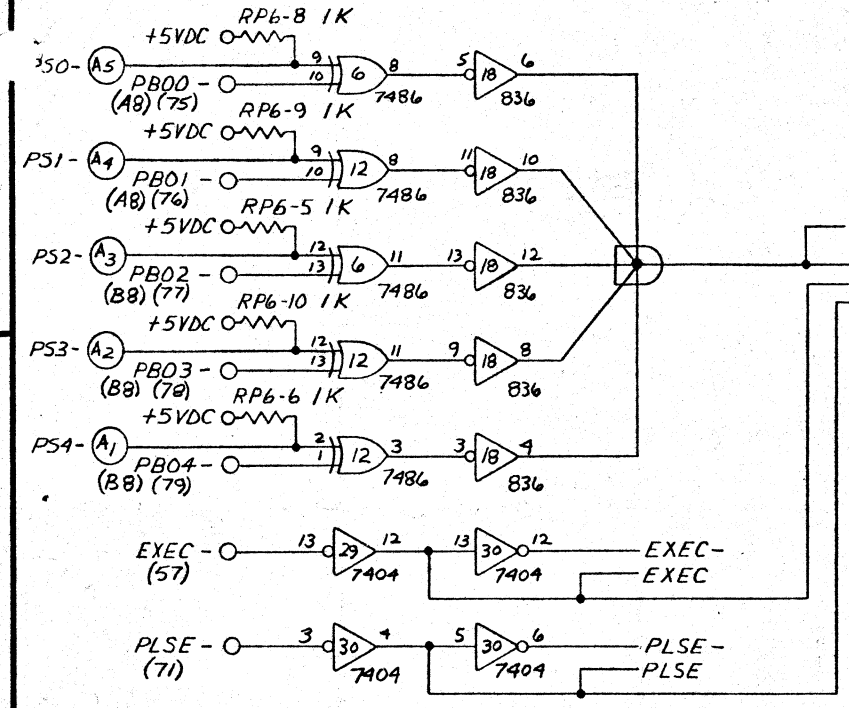 RP6-8 1K
+5VDC
PS0- A5 9 10 6 8 5 18 6
PB00 - 7486 836
(A8) (75)
RP6-9 1K
+5VDC
PS1- A4 9 10 12 8 11 18 10
PB01 - 7486 836
(A8) (76)
RP6-5 1K
+5VDC
PS2- A3 12 13 6 11 13 18 12
PB02 - 7486 836
(B8) (77)
RP6-10 1K
+5VDC
PS3- A2 12 13 12 11 9 18 8
PB03 - 7486 836
(B8) (78)
RP6-6 1K
+5VDC
PS4- A1 2 1 12 3 3 18 4
PB04- 7486 836
(B8) (79)
EXEC - 13 29 12 13 30 12 EXEC-
(57) 7404 7404 EXEC
PLSE - 3 30 4 5 30 6 PLSE -
(71) 7404 7404 PLSE